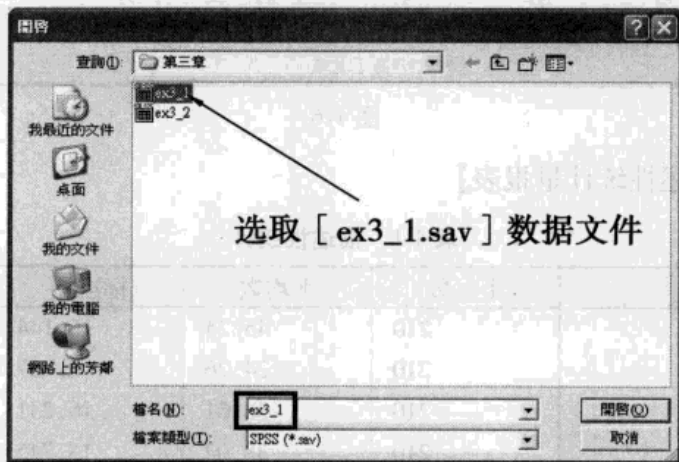 開啓
查詢(I): 第三章
ex3_1
ex3_2
我最近的文件
桌面
我的文件
我的電腦
網路上的芳鄰
选取［ex3_1.sav］数据文件
檔名(N): ex3_1 開啓(O)
檔案類型(T): SPSS (*.sav) 取消